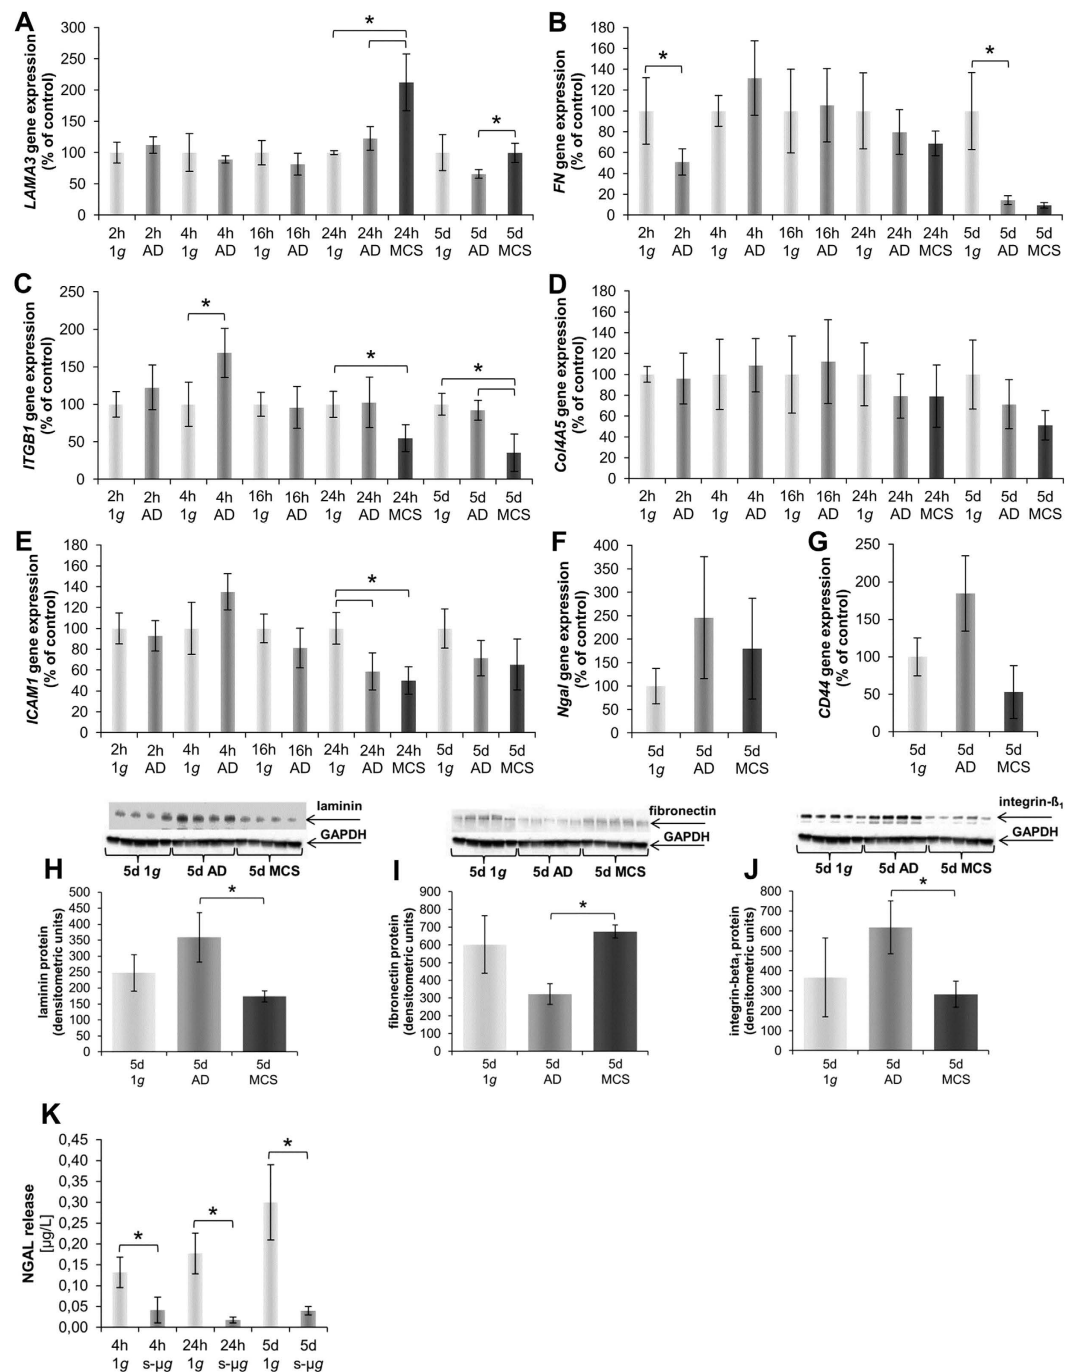 A
LAMA3 gene expression
(% of control)
300
250
200
150
100
50
0
*
*
2h 2h 4h 4h 16h 16h 24h 24h 24h 5d 5d 5d
1g AD 1g AD 1g AD 1g AD MCS 1g AD MCS
B
FN gene expression
(% of control)
180
160
140
120
100
80
60
40
20
0
*
*
2h 2h 4h 4h 16h 16h 24h 24h 24h 5d 5d 5d
1g AD 1g AD 1g AD 1g AD MCS 1g AD MCS
C
ITGB1 gene expression
(% of control)
250
200
150
100
50
0
*
*
*
2h 2h 4h 4h 16h 16h 24h 24h 24h 5d 5d 5d
1g AD 1g AD 1g AD 1g AD MCS 1g AD MCS
D
Col4A5 gene expression
(% of control)
180
160
140
120
100
80
60
40
20
0
2h 2h 4h 4h 16h 16h 24h 24h 24h 5d 5d 5d
1g AD 1g AD 1g AD 1g AD MCS 1g AD MCS
E
ICAM1 gene expression
(% of control)
180
160
140
120
100
80
60
40
20
0
*
2h 2h 4h 4h 16h 16h 24h 24h 24h 5d 5d 5d
1g AD 1g AD 1g AD 1g AD MCS 1g AD MCS
F
Ngal gene expression
(% of control)
400
350
300
250
200
150
100
50
0
5d 5d 5d
1g AD MCS
G
CD44 gene expression
(% of control)
250
200
150
100
50
0
5d 5d 5d
1g AD MCS
laminin
GAPDH
5d 1g 5d AD 5d MCS
H
laminin protein
(densitometric units)
500
450
400
350
300
250
200
150
100
50
0
*
5d 5d 5d
1g AD MCS
fibronectin
GAPDH
5d 1g 5d AD 5d MCS
I
fibronectin protein
(densitometric units)
900
800
700
600
500
400
300
200
100
0
*
5d 5d 5d
1g AD MCS
integrin-ß₁
GAPDH
5d 1g 5d AD 5d MCS
J
integrin-beta₁ protein
(densitometric units)
800
700
600
500
400
300
200
100
0
*
5d 5d 5d
1g AD MCS
K
NGAL release
[µg/L]
0,45
0,40
0,35
0,30
0,25
0,20
0,15
0,10
0,05
0,00
*
*
*
4h 4h 24h 24h 5d 5d
1g s-µg 1g s-µg 1g s-µg